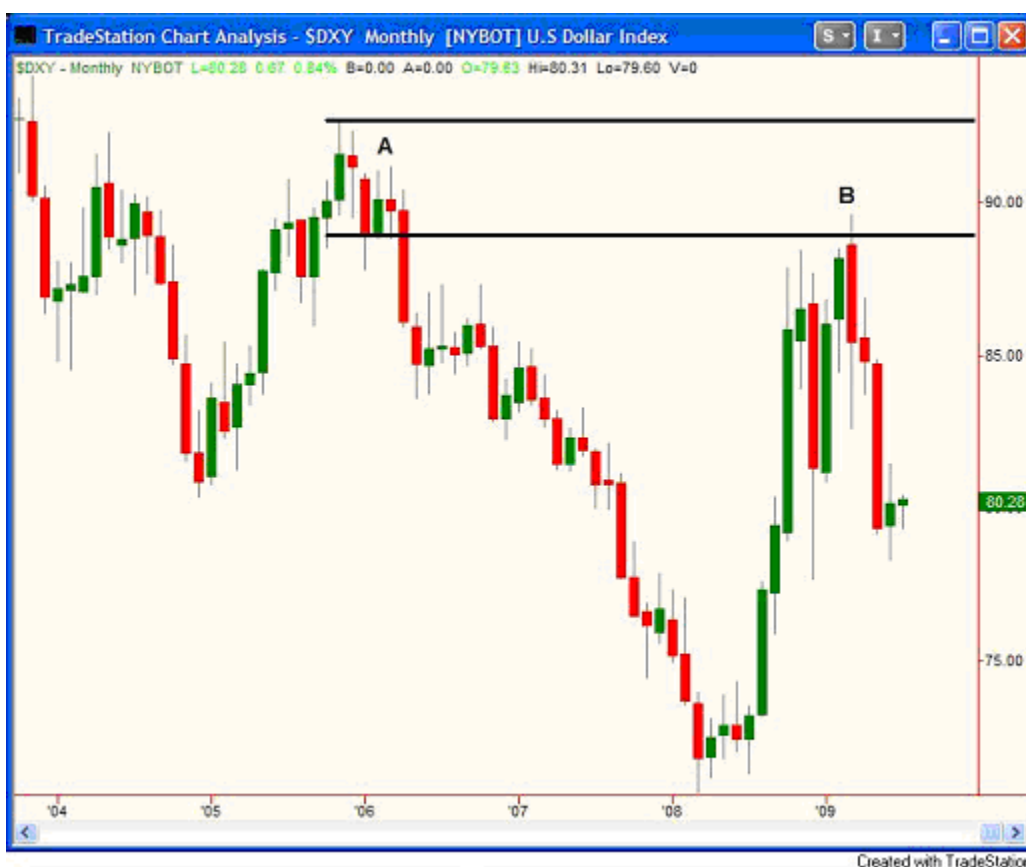 TradeStation Chart Analysis - $DXY Monthly [NYBOT] U.S Dollar Index
S I
$DXY - Monthly NYBOT L=80.28 0.67 0.84% B=0.00 A=0.00 O=79.63 Hi=80.31 Lo=79.60 V=0
A
B
90.00
85.00
80.28
75.00
'04 '05 '06 '07 '08 '09
Created with TradeStation